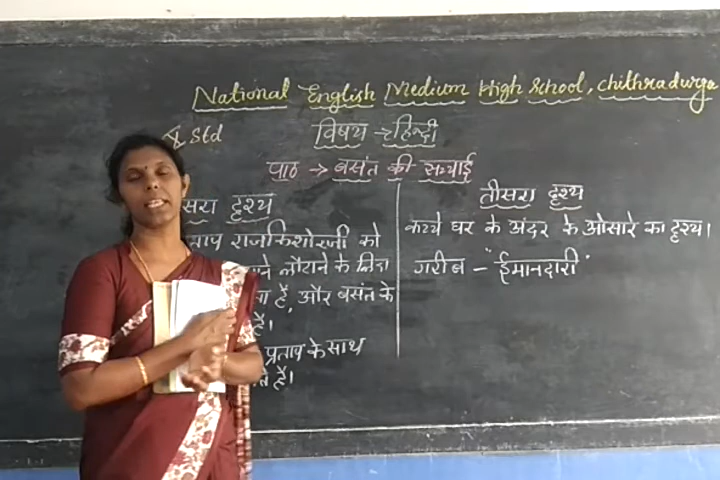 National English Medium High School, Chithradurga
Std विषय → हिन्दी
पाठ → बसंत की सच्चाई
सरा दृश्य
ताप राजकिशोरजी को
लौटाने के लिए
है, और बसंत के
है।
प्रताप के साथ
हैं।
तीसरा दृश्य
कच्चे घर के अंदर के ओसारे का दृश्य।
गरीब - "ईमानदारी"